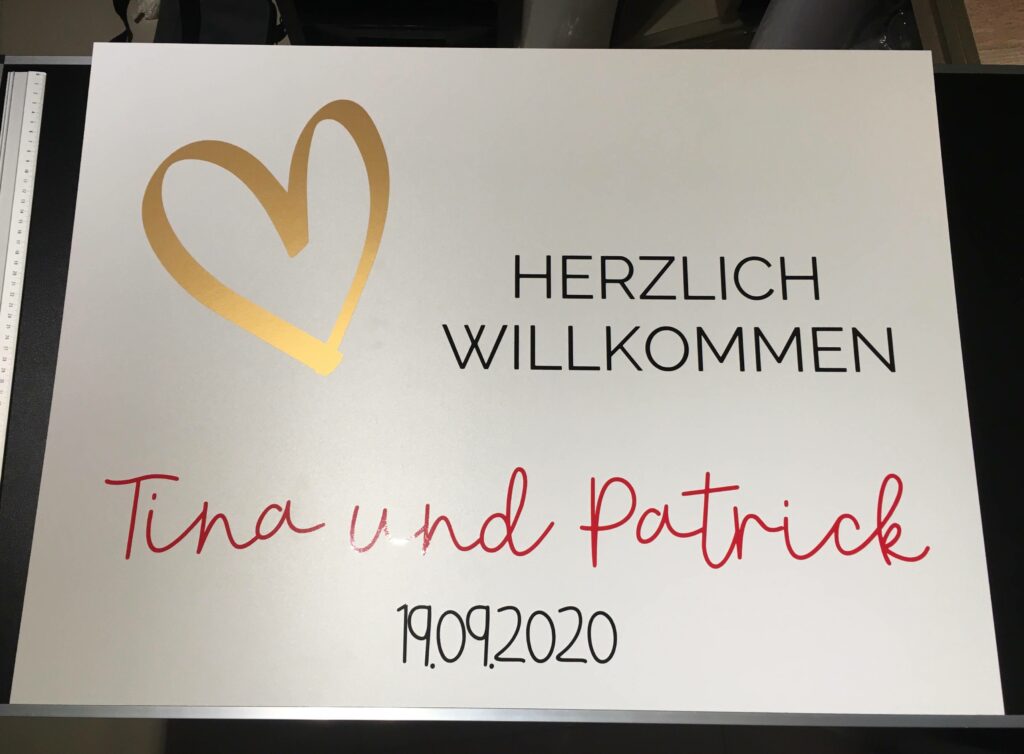 HERZLICH
WILLKOMMEN
Tina und Patrick
19.09.2020